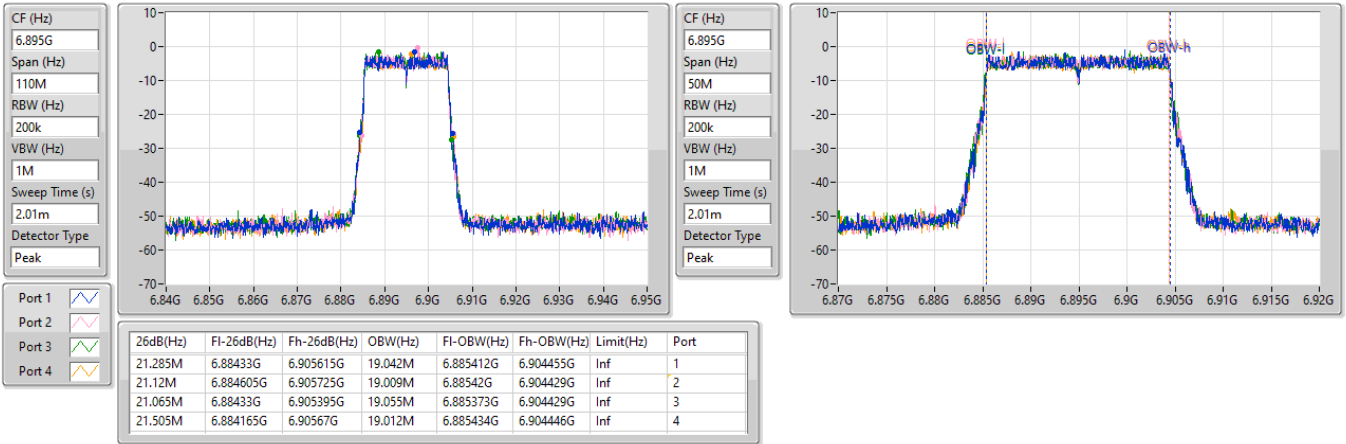 CF (Hz)
6.895G
Span (Hz)
110M
RBW (Hz)
200k
VBW (Hz)
1M
Sweep Time (s)
2.01m
Detector Type
Peak
10
0
-10
-20
-30
-40
-50
-60
-70
6.84G 6.85G 6.86G 6.87G 6.88G 6.89G 6.9G 6.91G 6.92G 6.93G 6.94G 6.95G
CF (Hz)
6.895G
Span (Hz)
50M
RBW (Hz)
200k
VBW (Hz)
1M
Sweep Time (s)
2.01m
Detector Type
Peak
10
0
-10
-20
-30
-40
-50
-60
-70
OBW-l OBW-h
6.87G 6.875G 6.88G 6.885G 6.89G 6.895G 6.9G 6.905G 6.91G 6.915G 6.92G
Port 1
Port 2
Port 3
Port 4
26dB(Hz) Fl-26dB(Hz) Fh-26dB(Hz) OBW(Hz) Fl-OBW(Hz) Fh-OBW(Hz) Limit(Hz) Port
21.285M 6.88433G 6.905615G 19.042M 6.885412G 6.904455G Inf 1
21.12M 6.884605G 6.905725G 19.009M 6.88542G 6.904429G Inf 2
21.065M 6.88433G 6.905395G 19.055M 6.885373G 6.904429G Inf 3
21.505M 6.884165G 6.90567G 19.012M 6.885434G 6.904446G Inf 4